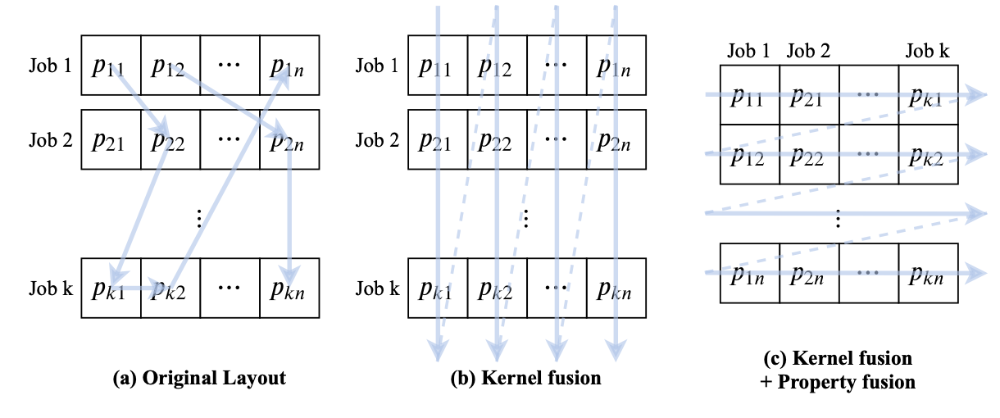 Job 1 p11 p12 ... p1n
Job 2 p21 p22 ... p2n
⋮
Job k pk1 pk2 ... pkn
(a) Original Layout
Job 1 p11 p12 ... p1n
Job 2 p21 p22 ... p2n
⋮
Job k pk1 pk2 ... pkn
(b) Kernel fusion
Job 1 Job 2 Job k
p11 p21 ... pk1
p12 p22 ... pk2
⋮
p1n p2n ... pkn
(c) Kernel fusion
+ Property fusion